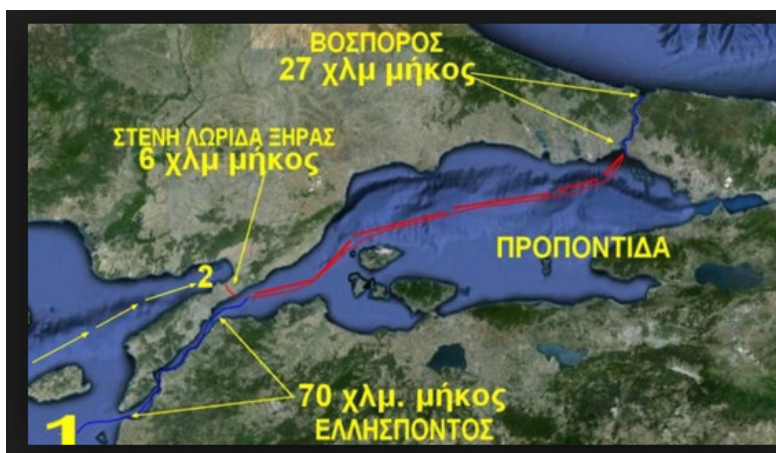 ΒΟΣΠΟΡΟΣ
27 χλμ μήκος
ΣΤΕΝΗ ΛΩΡΙΔΑ ΞΗΡΑΣ
6 χλμ μήκος
2
ΠΡΟΠΟΝΤΙΔΑ
70 χλμ. μήκος
1
ΕΛΛΗΣΠΟΝΤΟΣ